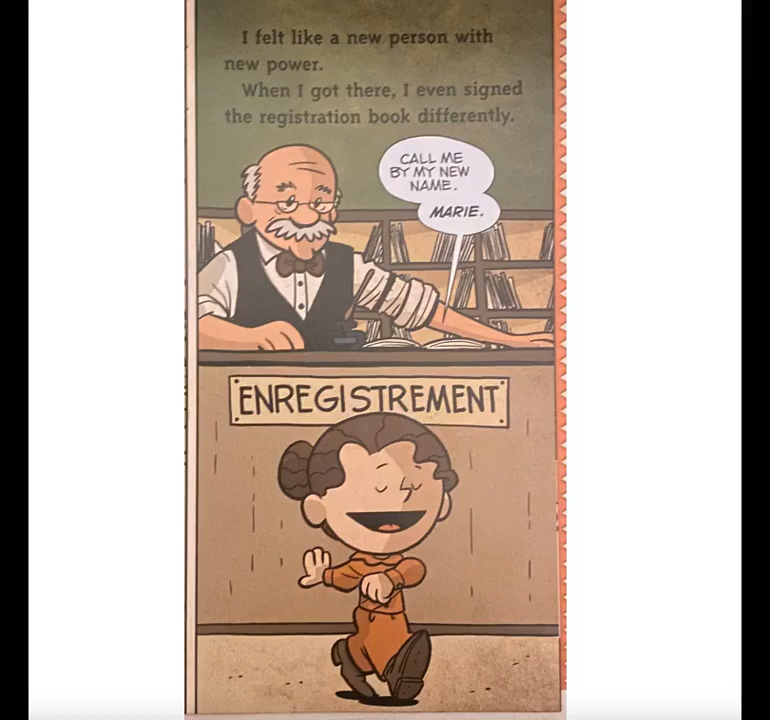 I felt like a new person with
new power.
When I got there, I even signed
the registration book differently.
CALL ME
BY MY NEW
NAME.
MARIE.
ENREGISTREMENT